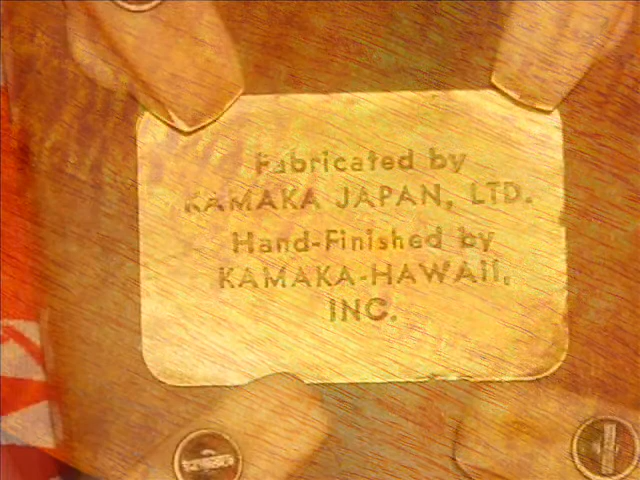 Fabricated by
KAMAKA JAPAN, LTD.
Hand-Finished by
KAMAKA-HAWAII,
INC.